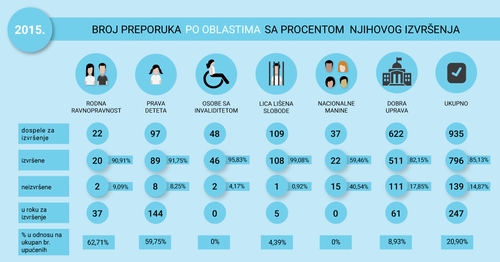 2015.
BROJ PREPORUKA PO OBLASTIMA SA PROCENTOM NJIHOVOG IZVRŠENJA
RODNA RAVNOPRAVNOST
PRAVA DETETA
OSOBE SA INVALIDITETOM
LICA LIŠENA SLOBODE
NACIONALNE MANJINE
DOBRA UPRAVA
UKUPNO
dospele za izvršenje 22 97 48 109 37 622 935
izvršene 20 90,91% 89 91,75% 46 95,83% 108 99,08% 22 59,46% 511 82,15% 796 85,13%
neizvršene 2 9,09% 8 8,25% 2 4,17% 1 0,92% 15 40,54% 111 17,85% 139 14,87%
u roku za izvršenje 37 144 0 5 0 61 247
% u odnosu na ukupan br. upućenih 62,71% 59,75% 0% 4,39% 0% 8,93% 20,90%